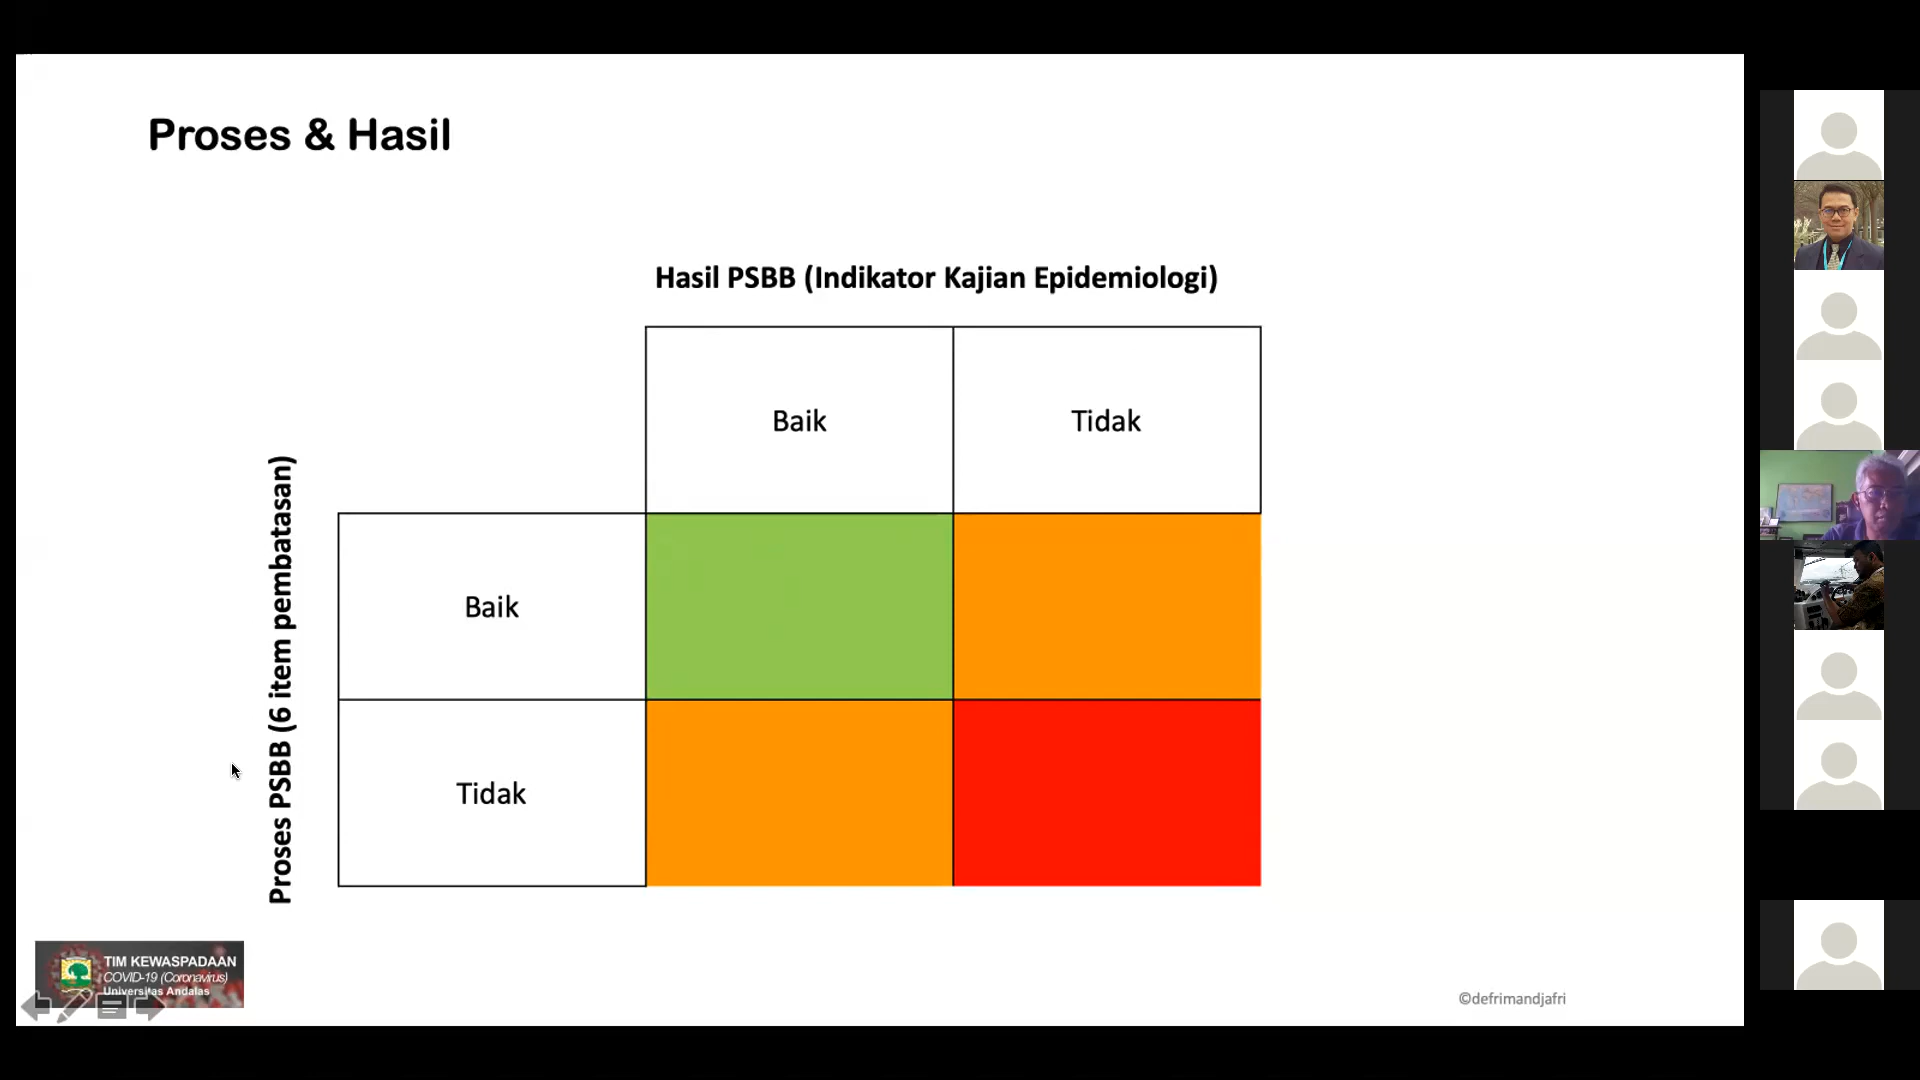 Proses & Hasil
Hasil PSBB (Indikator Kajian Epidemiologi)
Baik
Tidak
Proses PSBB (6 item pembatasan)
Baik
Tidak
TIM KEWASPADAAN
COVID-19 (Coronavirus)
Universitas Andalas
©defrimandjafri